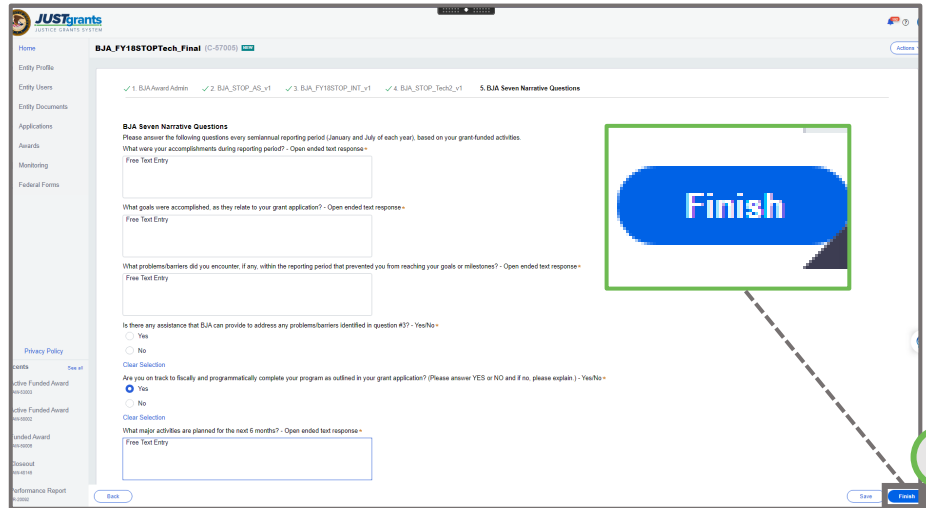 JUSTgrants
JUSTICE GRANTS SYSTEM
Home
Entity Profile
Entity Users
Entity Documents
Applications
Awards
Monitoring
Federal Forms
Privacy Policy
cents See all
ctive Funded Award
ctive Funded Award
unded Award
Closeout
Performance Report
BJA_FY18STOPTech_Final (C-57005) NEW
Actions
1. BJA Award Admin 2. BJA_STOP_AS_v1 3. BJA_FY18STOP_INT_v1 4. BJA_STOP_Tech2_v1 5. BJA Seven Narrative Questions
BJA Seven Narrative Questions
Please answer the following questions every semiannual reporting period (January and July of each year), based on your grant-funded activities.
What were your accomplishments during reporting period? - Open ended text response*
Free Text Entry
What goals were accomplished, as they relate to your grant application? - Open ended text response*
Free Text Entry
What problems/barriers did you encounter, if any, within the reporting period that prevented you from reaching your goals or milestones? - Open ended text response*
Free Text Entry
Is there any assistance that BJA can provide to address any problems/barriers identified in question #3? - Yes/No*
Yes
No
Clear Selection
Are you on track to fiscally and programmatically complete your program as outlined in your grant application? (Please answer YES or NO and if no, please explain.) - Yes/No*
Yes
No
Clear Selection
What major activities are planned for the next 6 months? - Open ended text response*
Free Text Entry
Back
Save
Finish
Finish